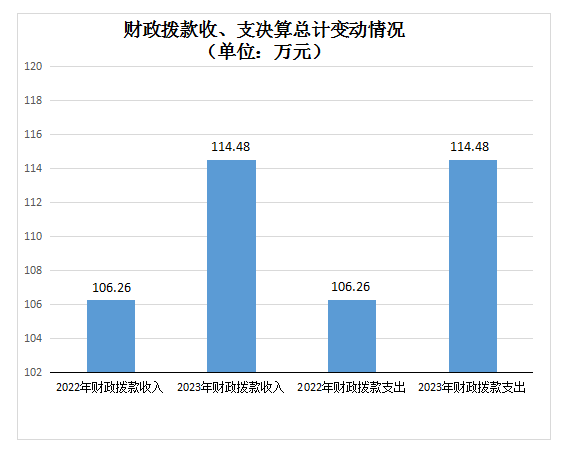 财政拨款收、支决算总计变动情况
（单位：万元）
120
118
116
114
112
110
108
106
104
102
106.26
114.48
106.26
114.48
2022年财政拨款收入
2023年财政拨款收入
2022年财政拨款支出
2023年财政拨款支出